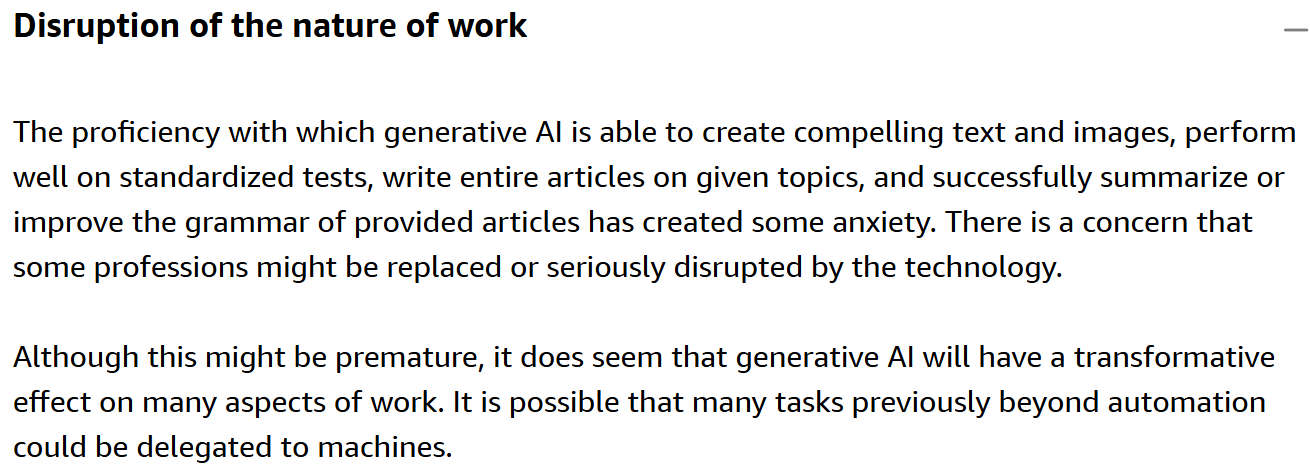 Disruption of the nature of work
The proficiency with which generative AI is able to create compelling text and images, perform
well on standardized tests, write entire articles on given topics, and successfully summarize or
improve the grammar of provided articles has created some anxiety. There is a concern that
some professions might be replaced or seriously disrupted by the technology.
Although this might be premature, it does seem that generative AI will have a transformative
effect on many aspects of work. It is possible that many tasks previously beyond automation
could be delegated to machines.